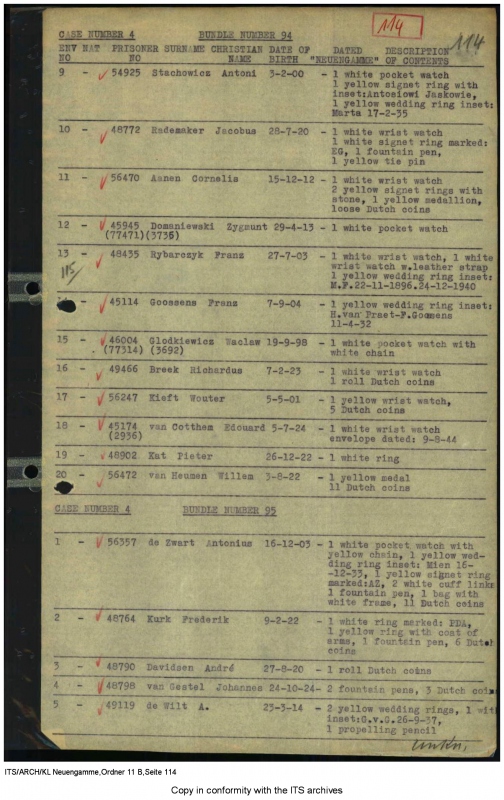 114
CASE NUMBER 4 BUNDLE NUMBER 94 114
ENV NAT PRISONER SURNAME CHRISTIAN DATE OF DATED DESCRIPTION
NO NO NAME BIRTH "NEUENGAMME" OF CONTENTS
9 - 54925 Stachowicz Antoni 3-2-00 - 1 white pocket watch
1 yellow signet ring with
inset:Antosiowi Jaskowie,
1 yellow wedding ring inset:
Marta 17-2-35
10 - 48772 Rademaker Jacobus 28-7-20 - 1 white wrist watch
1 white signet ring marked:
EG, 1 fountain pen,
1 yellow tie pin
11 - 56470 Aanen Cornelis 15-12-12 - 1 white wrist watch
2 yellow signet rings with
stone, 1 yellow medallion,
loose Dutch coins
12 - 45945 Domaniewski Zygmunt 29-4-13 - 1 white pocket watch
(77471)(3736)
13 - 48435 Rybarczyk Franz 27-7-03 - 1 white wrist watch, 1 white
115 wrist watch w.leather strap
1 yellow wedding ring inset:
M.F.22-11-1896.24-12-1940
45114 Goossens Franz 7-9-04 - 1 yellow wedding ring inset:
H.van Praet-F.Goossens
11-4-32
15 - 46004 Glodkiewicz Waclaw 19-9-98 - 1 white pocket watch with
(77314) (3692) white chain
16 - 49466 Breek Richardus 7-2-23 - 1 white wrist watch
1 roll Dutch coins
17 - 56247 Kieft Wouter 5-5-01 - 1 yellow wrist watch,
5 Dutch coins
18 - 45174 van Cotthem Edouard 5-7-24 - 1 white wrist watch
(2936) envelope dated: 9-8-44
19 - 48902 Kat Pieter 26-12-22 - 1 white ring
20 - 56472 van Heumen Willem 3-8-22 - 1 yellow medal
11 Dutch coins
CASE NUMBER 4 BUNDLE NUMBER 95
1 - 56357 de Zwart Antonius 16-12-03 - 1 white pocket watch with
yellow chain, 1 yellow wed-
ding ring inset: Mien 16-
-12-33, 1 yellow signet ring
marked:AZ, 2 white cuff links
1 fountain pen, 1 bag with
white frame, 11 Dutch coins
2 - 48764 Kurk Frederik 9-2-22 - 1 white ring marked: PDA,
1 yellow ring with coat of
arms, 1 fountain pen, 6 Dutch
coins
3 - 48790 Davidsen André 27-8-20 - 1 roll Dutch coins
4 - 48798 van Gestel Johannes 24-10-24- 2 fountain pens, 3 Dutch coins
5 - 49119 de Wilt A. 23-3-14 - 2 yellow wedding rings, 1 with
inset:G.v.G.26-9-37,
1 propelling pencil
ITS/ARCH/KL Neuengamme,Ordner 11 B,Seite 114
Copy in conformity with the ITS archives